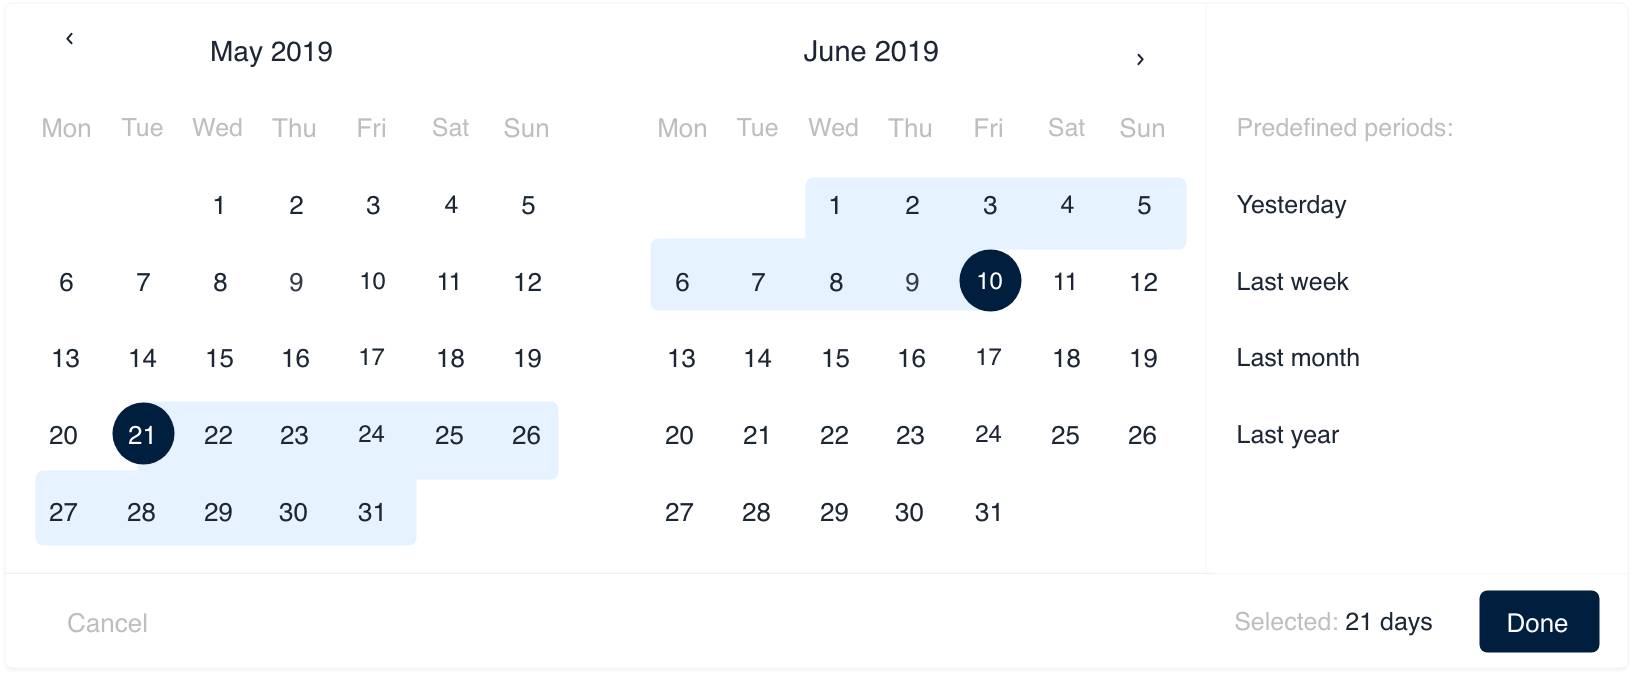 ‹ May 2019
Mon Tue Wed Thu Fri Sat Sun
1 2 3 4 5
6 7 8 9 10 11 12
13 14 15 16 17 18 19
20 21 22 23 24 25 26
27 28 29 30 31
June 2019 ›
Mon Tue Wed Thu Fri Sat Sun
1 2 3 4 5
6 7 8 9 10 11 12
13 14 15 16 17 18 19
20 21 22 23 24 25 26
27 28 29 30 31
Predefined periods:
Yesterday
Last week
Last month
Last year
Cancel
Selected: 21 days
Done